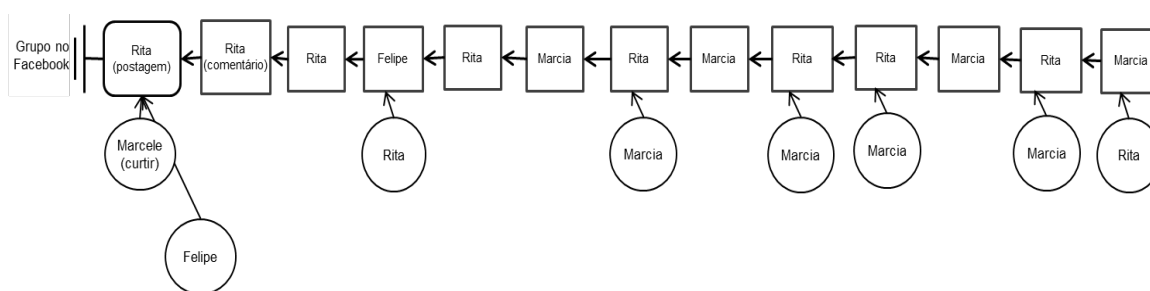 Grupo no
Facebook
Rita
(postagem)
Rita
(comentário)
Rita
Felipe
Rita
Marcia
Rita
Marcia
Rita
Rita
Marcia
Rita
Marcia
Marcele
(curtir)
Rita
Marcia
Marcia
Marcia
Marcia
Rita
Felipe